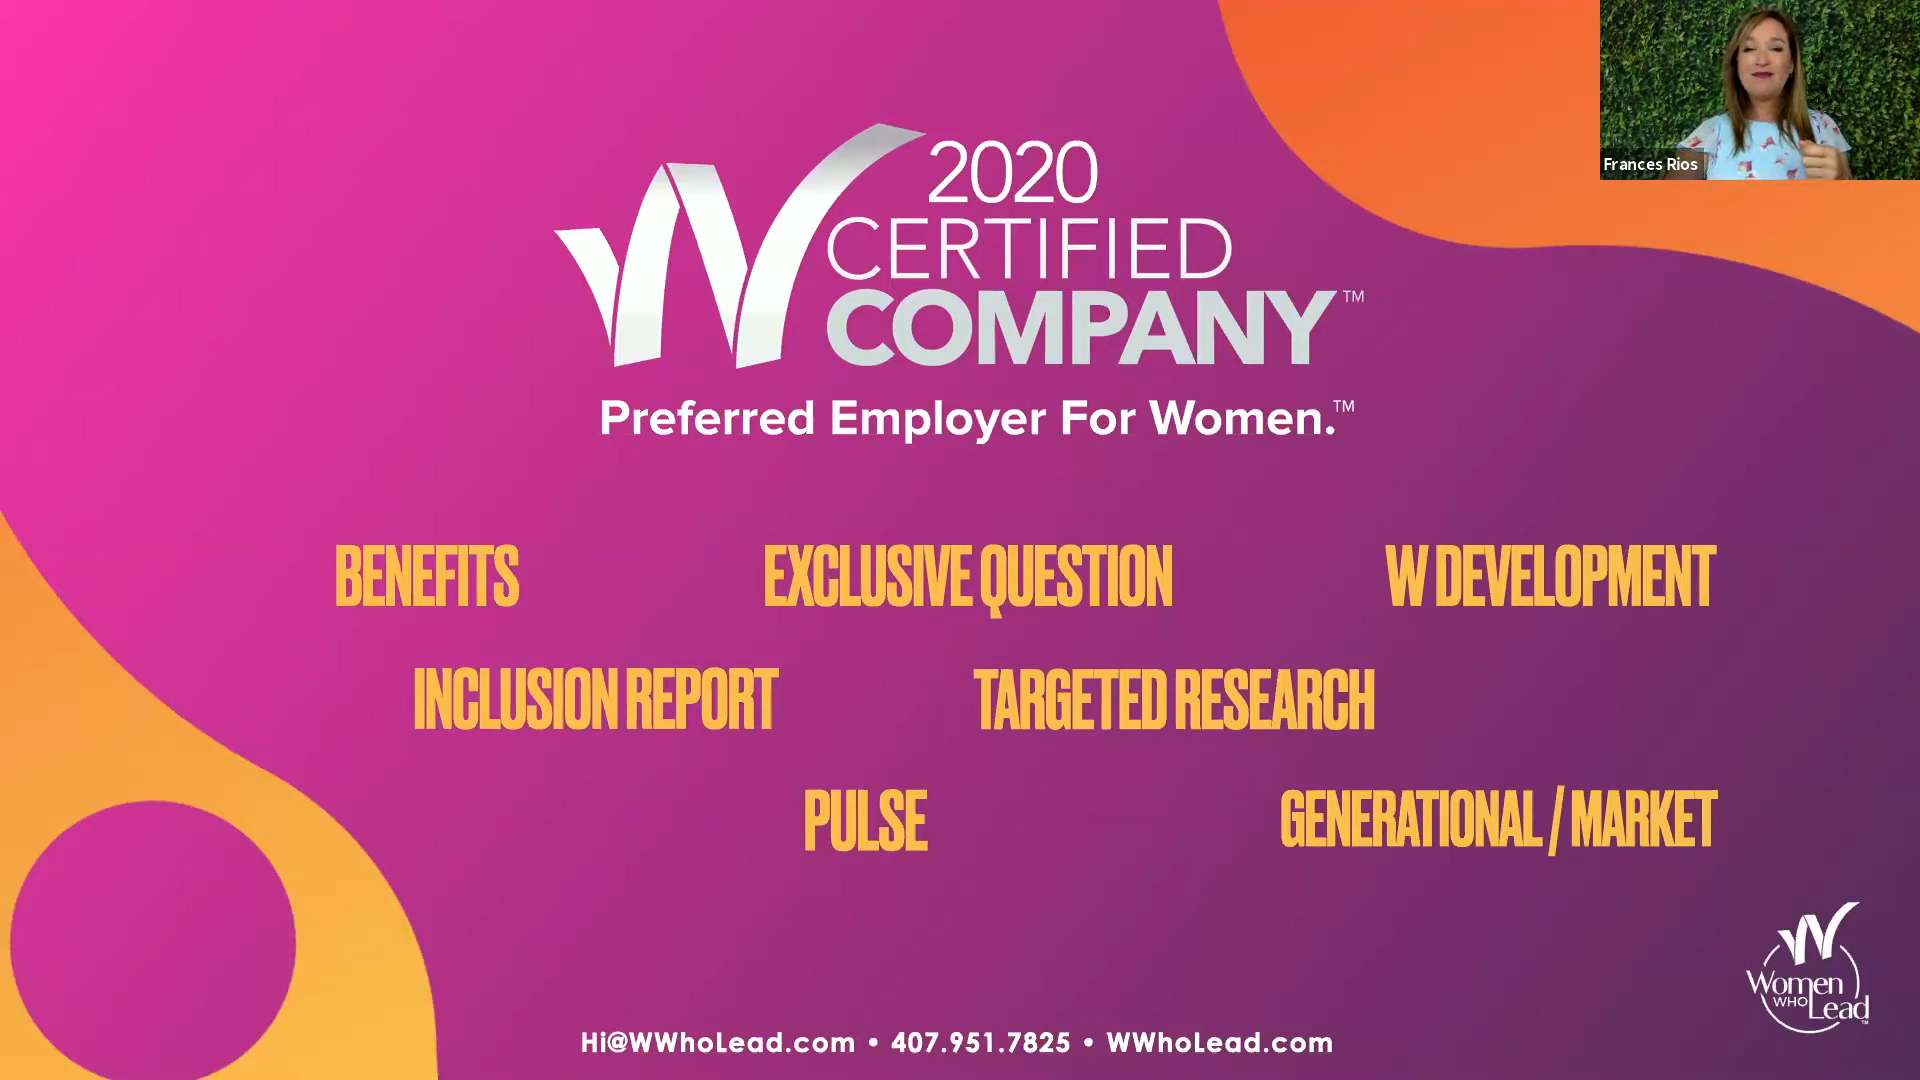 Frances Rios
2020
CERTIFIED
COMPANY™
Preferred Employer For Women.™
BENEFITS
EXCLUSIVE QUESTION
W DEVELOPMENT
INCLUSION REPORT
TARGETED RESEARCH
PULSE
GENERATIONAL / MARKET
Women
WHO Lead™
Hi@WWhoLead.com • 407.951.7825 • WWhoLead.com